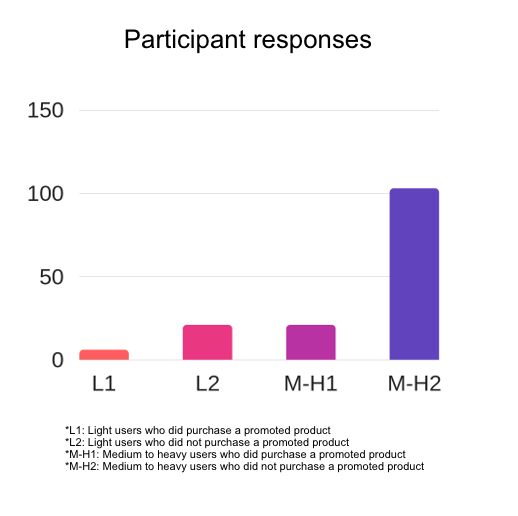 Participant responses
150
100
50
0
L1 L2 M-H1 M-H2
*L1: Light users who did purchase a promoted product
*L2: Light users who did not purchase a promoted product
*M-H1: Medium to heavy users who did purchase a promoted product
*M-H2: Medium to heavy users who did not purchase a promoted product